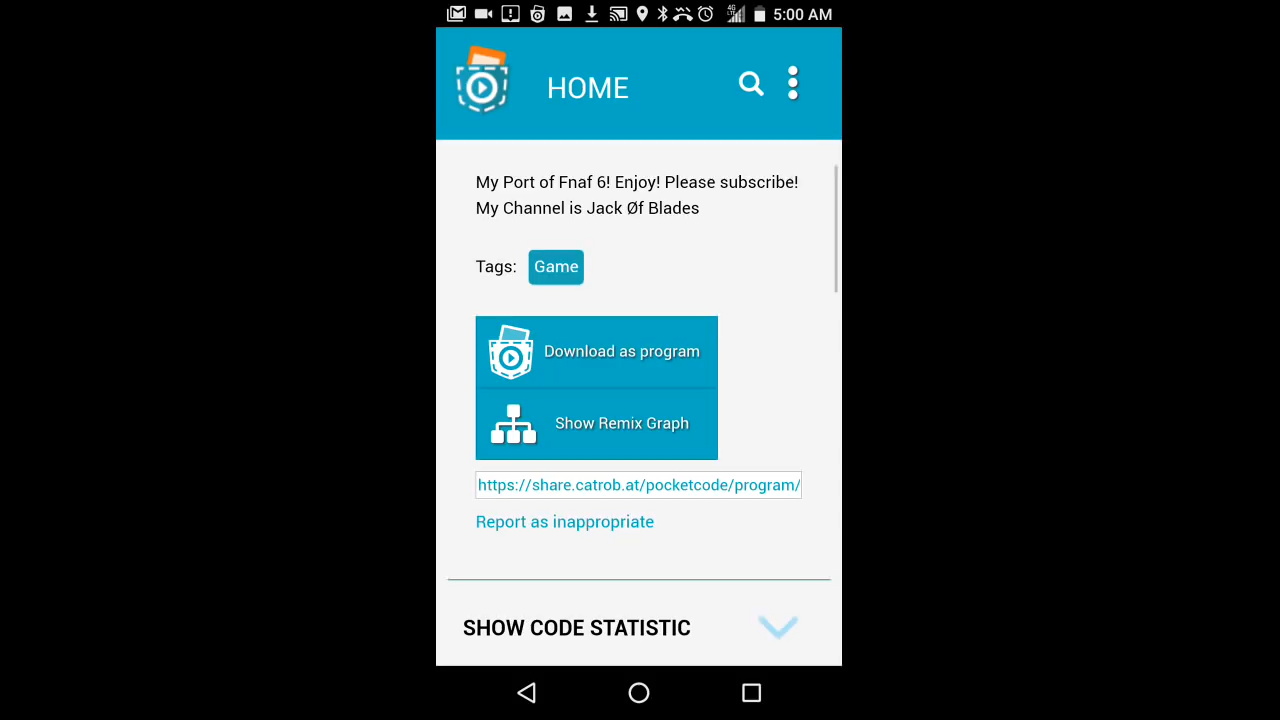 4G
LTE
5:00 AM
HOME
My Port of Fnaf 6! Enjoy! Please subscribe!
My Channel is Jack Øf Blades
Tags: Game
Download as program
Show Remix Graph
https://share.catrob.at/pocketcode/program/
Report as inappropriate
SHOW CODE STATISTIC